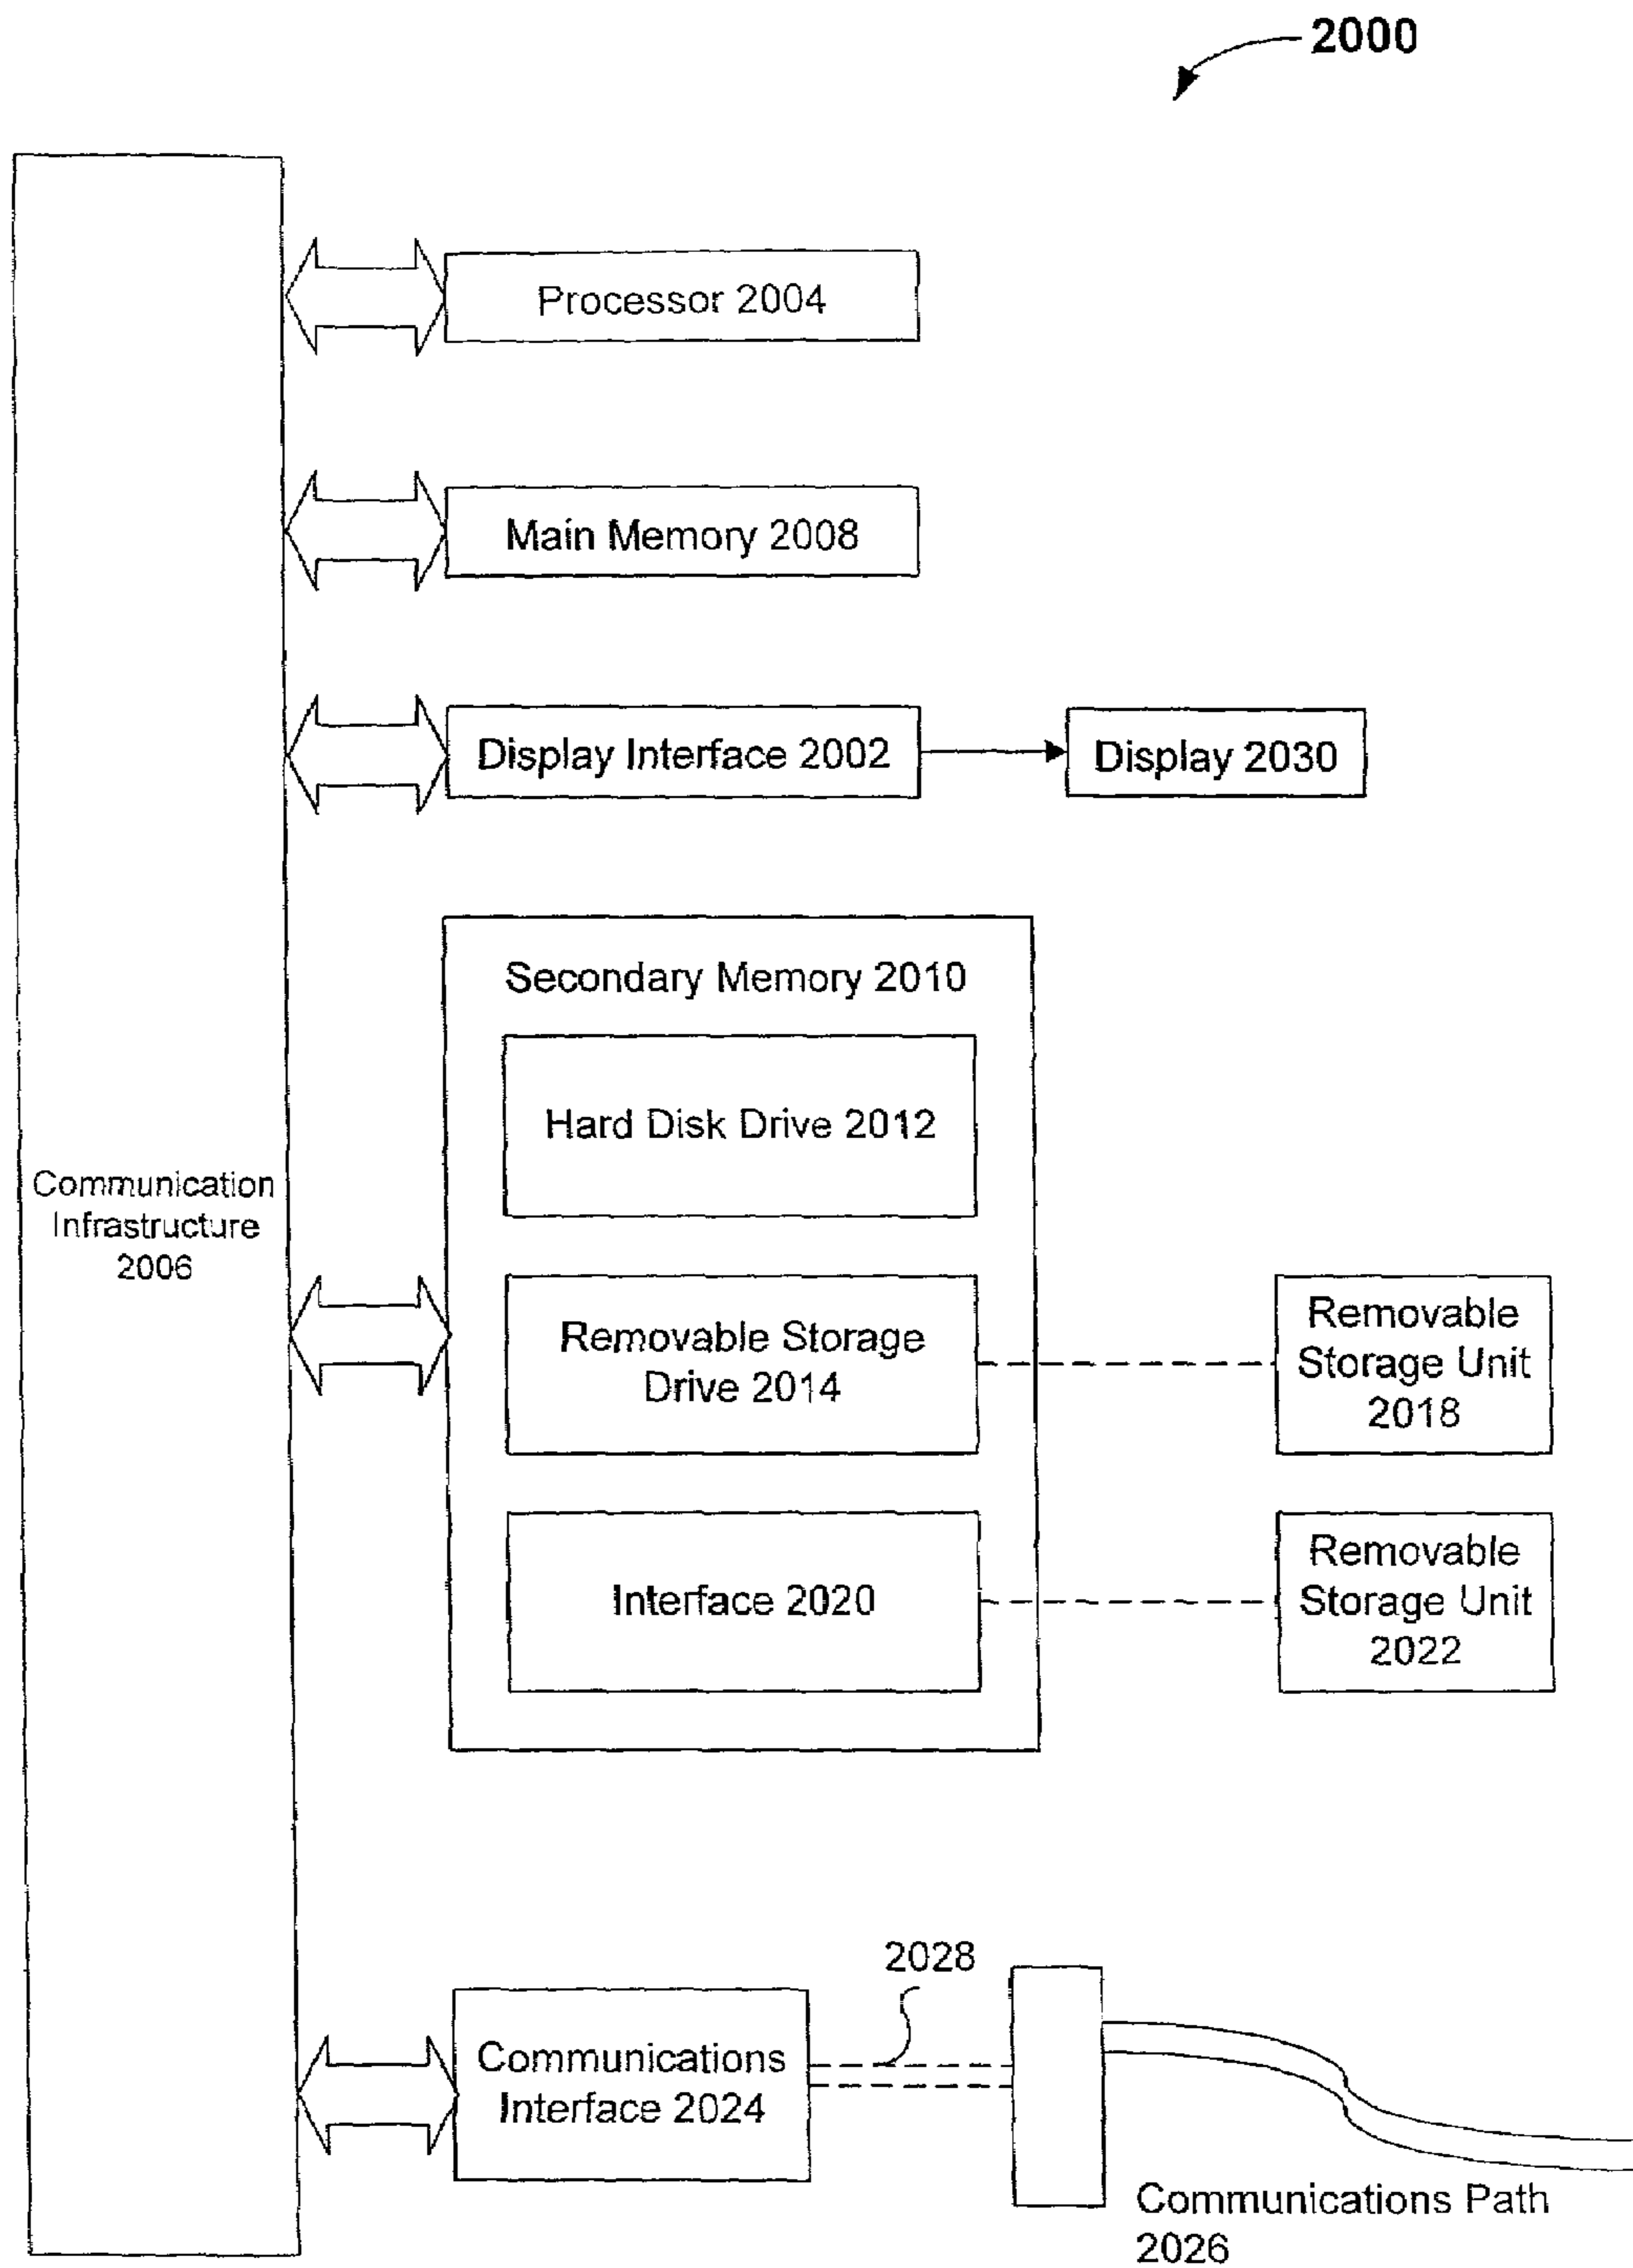 2000
Processor 2004
Main Memory 2008
Display Interface 2002
Display 2030
Secondary Memory 2010
Hard Disk Drive 2012
Communication
Infrastructure
2006
Removable Storage
Drive 2014
Removable
Storage Unit
2018
Interface 2020
Removable
Storage Unit
2022
2028
Communications
Interface 2024
Communications Path
2026